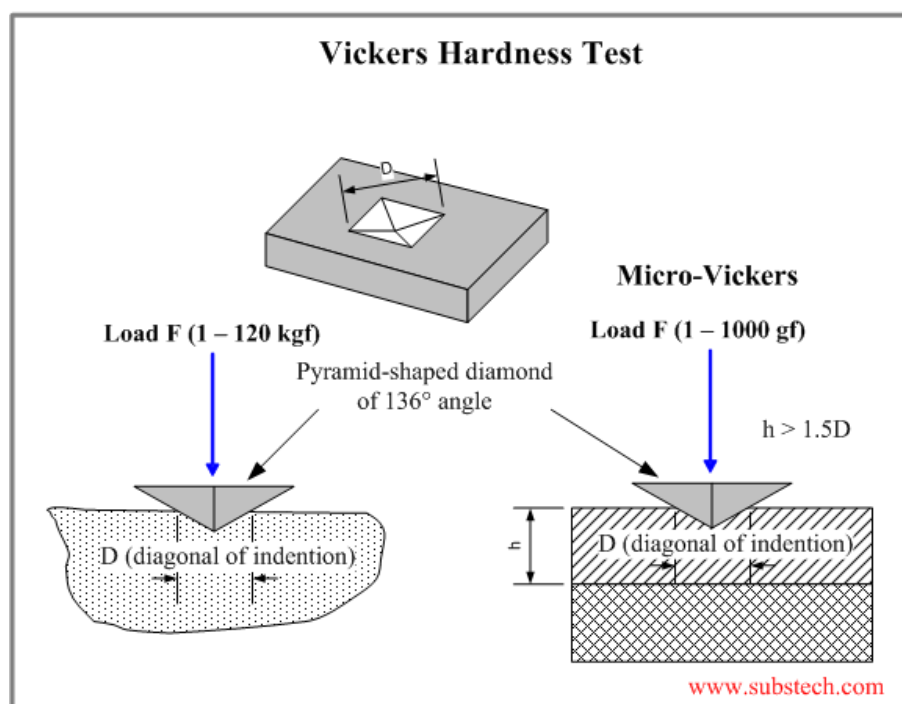 Vickers Hardness Test
D
Micro-Vickers
Load F (1 – 120 kgf)
Load F (1 – 1000 gf)
Pyramid-shaped diamond
of 136° angle
h > 1.5D
D (diagonal of indention)
h
D (diagonal of indention)
www.substech.com